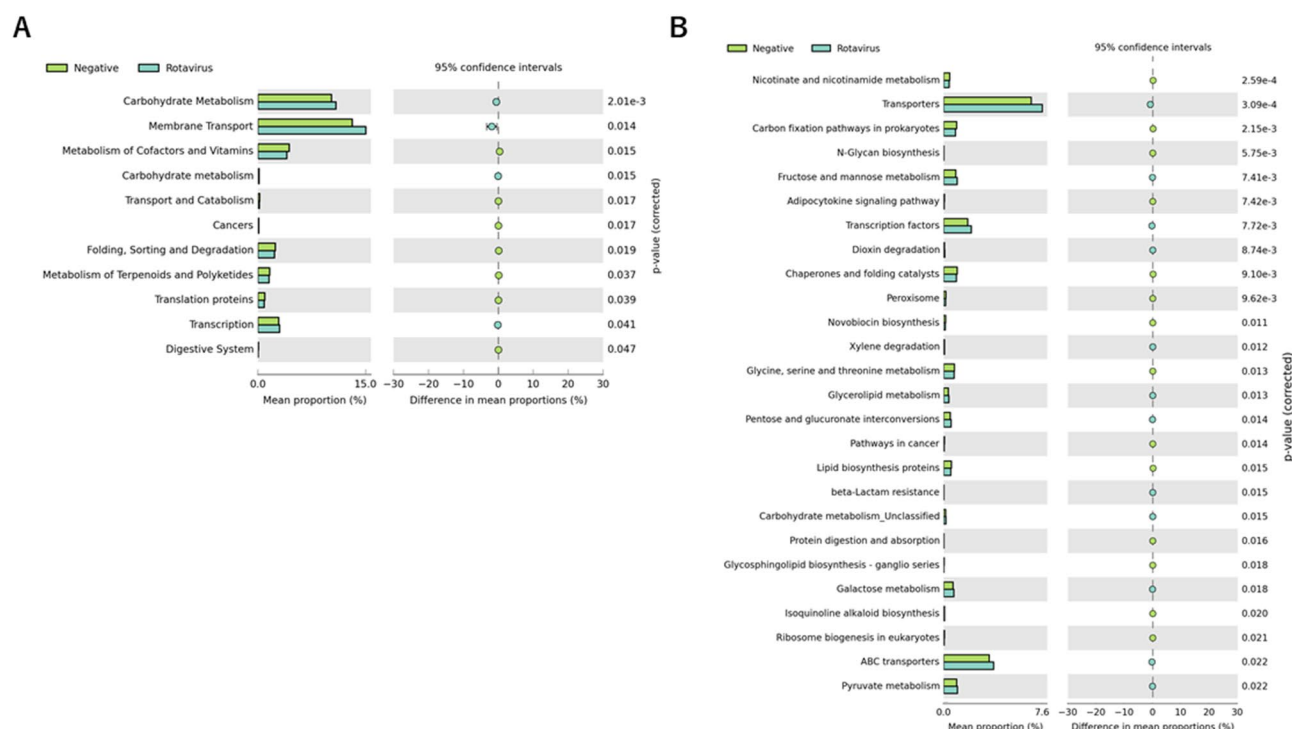 A
Negative
Rotavirus
95% confidence intervals
Carbohydrate Metabolism
2.01e-3
Membrane Transport
0.014
Metabolism of Cofactors and Vitamins
0.015
Carbohydrate metabolism
0.015
Transport and Catabolism
0.017
Cancers
0.017
Folding, Sorting and Degradation
0.019
Metabolism of Terpenoids and Polyketides
0.037
Translation proteins
0.039
Transcription
0.041
Digestive System
0.047
p-value (corrected)
0.0 15.0
−30 −20 −10 0 10 20 30
Mean proportion (%)
Difference in mean proportions (%)
B
Negative
Rotavirus
95% confidence intervals
Nicotinate and nicotinamide metabolism
2.59e-4
Transporters
3.09e-4
Carbon fixation pathways in prokaryotes
2.15e-3
N-Glycan biosynthesis
5.75e-3
Fructose and mannose metabolism
7.41e-3
Adipocytokine signaling pathway
7.42e-3
Transcription factors
7.72e-3
Dioxin degradation
8.74e-3
Chaperones and folding catalysts
9.10e-3
Peroxisome
9.62e-3
Novobiocin biosynthesis
0.011
Xylene degradation
0.012
Glycine, serine and threonine metabolism
0.013
Glycerolipid metabolism
0.013
Pentose and glucuronate interconversions
0.014
Pathways in cancer
0.014
Lipid biosynthesis proteins
0.015
beta-Lactam resistance
0.015
Carbohydrate metabolism_Unclassified
0.015
Protein digestion and absorption
0.016
Glycosphingolipid biosynthesis - ganglio series
0.018
Galactose metabolism
0.018
Isoquinoline alkaloid biosynthesis
0.020
Ribosome biogenesis in eukaryotes
0.021
ABC transporters
0.022
Pyruvate metabolism
0.022
p-value (corrected)
0.0 7.6
−30 −20 −10 0 10 20 30
Mean proportion (%)
Difference in mean proportions (%)